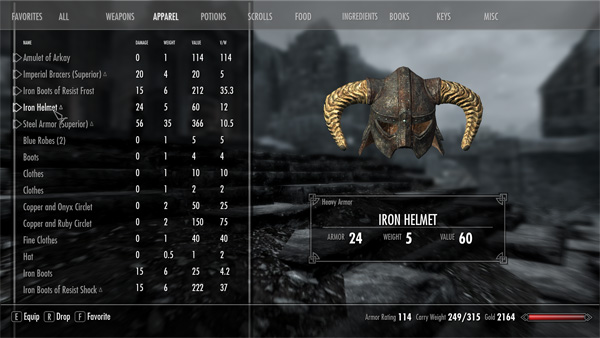 FAVORITES ALL WEAPONS APPAREL POTIONS SCROLLS FOOD INGREDIENTS BOOKS KEYS MISC
NAME DAMAGE WEIGHT VALUE V/W
Amulet of Arkay 0 1 114 114
Imperial Bracers (Superior) 20 4 20 5
Iron Boots of Resist Frost 15 6 212 35.3
Iron Helmet 24 5 60 12
Steel Armor (Superior) 56 35 366 10.5
Blue Robes (2) 0 1 5 5
Boots 0 1 4 4
Clothes 0 1 10 10
Clothes 0 1 2 2
Copper and Onyx Circlet 0 2 50 25
Copper and Ruby Circlet 0 2 150 75
Fine Clothes 0 1 40 40
Hat 0 0.5 1 2
Iron Boots 15 6 25 4.2
Iron Boots of Resist Shock 15 6 222 37
Heavy Armor
IRON HELMET
ARMOR 24 WEIGHT 5 VALUE 60
E Equip R Drop F Favorite Armor Rating 114 Carry Weight 249/315 Gold 2164